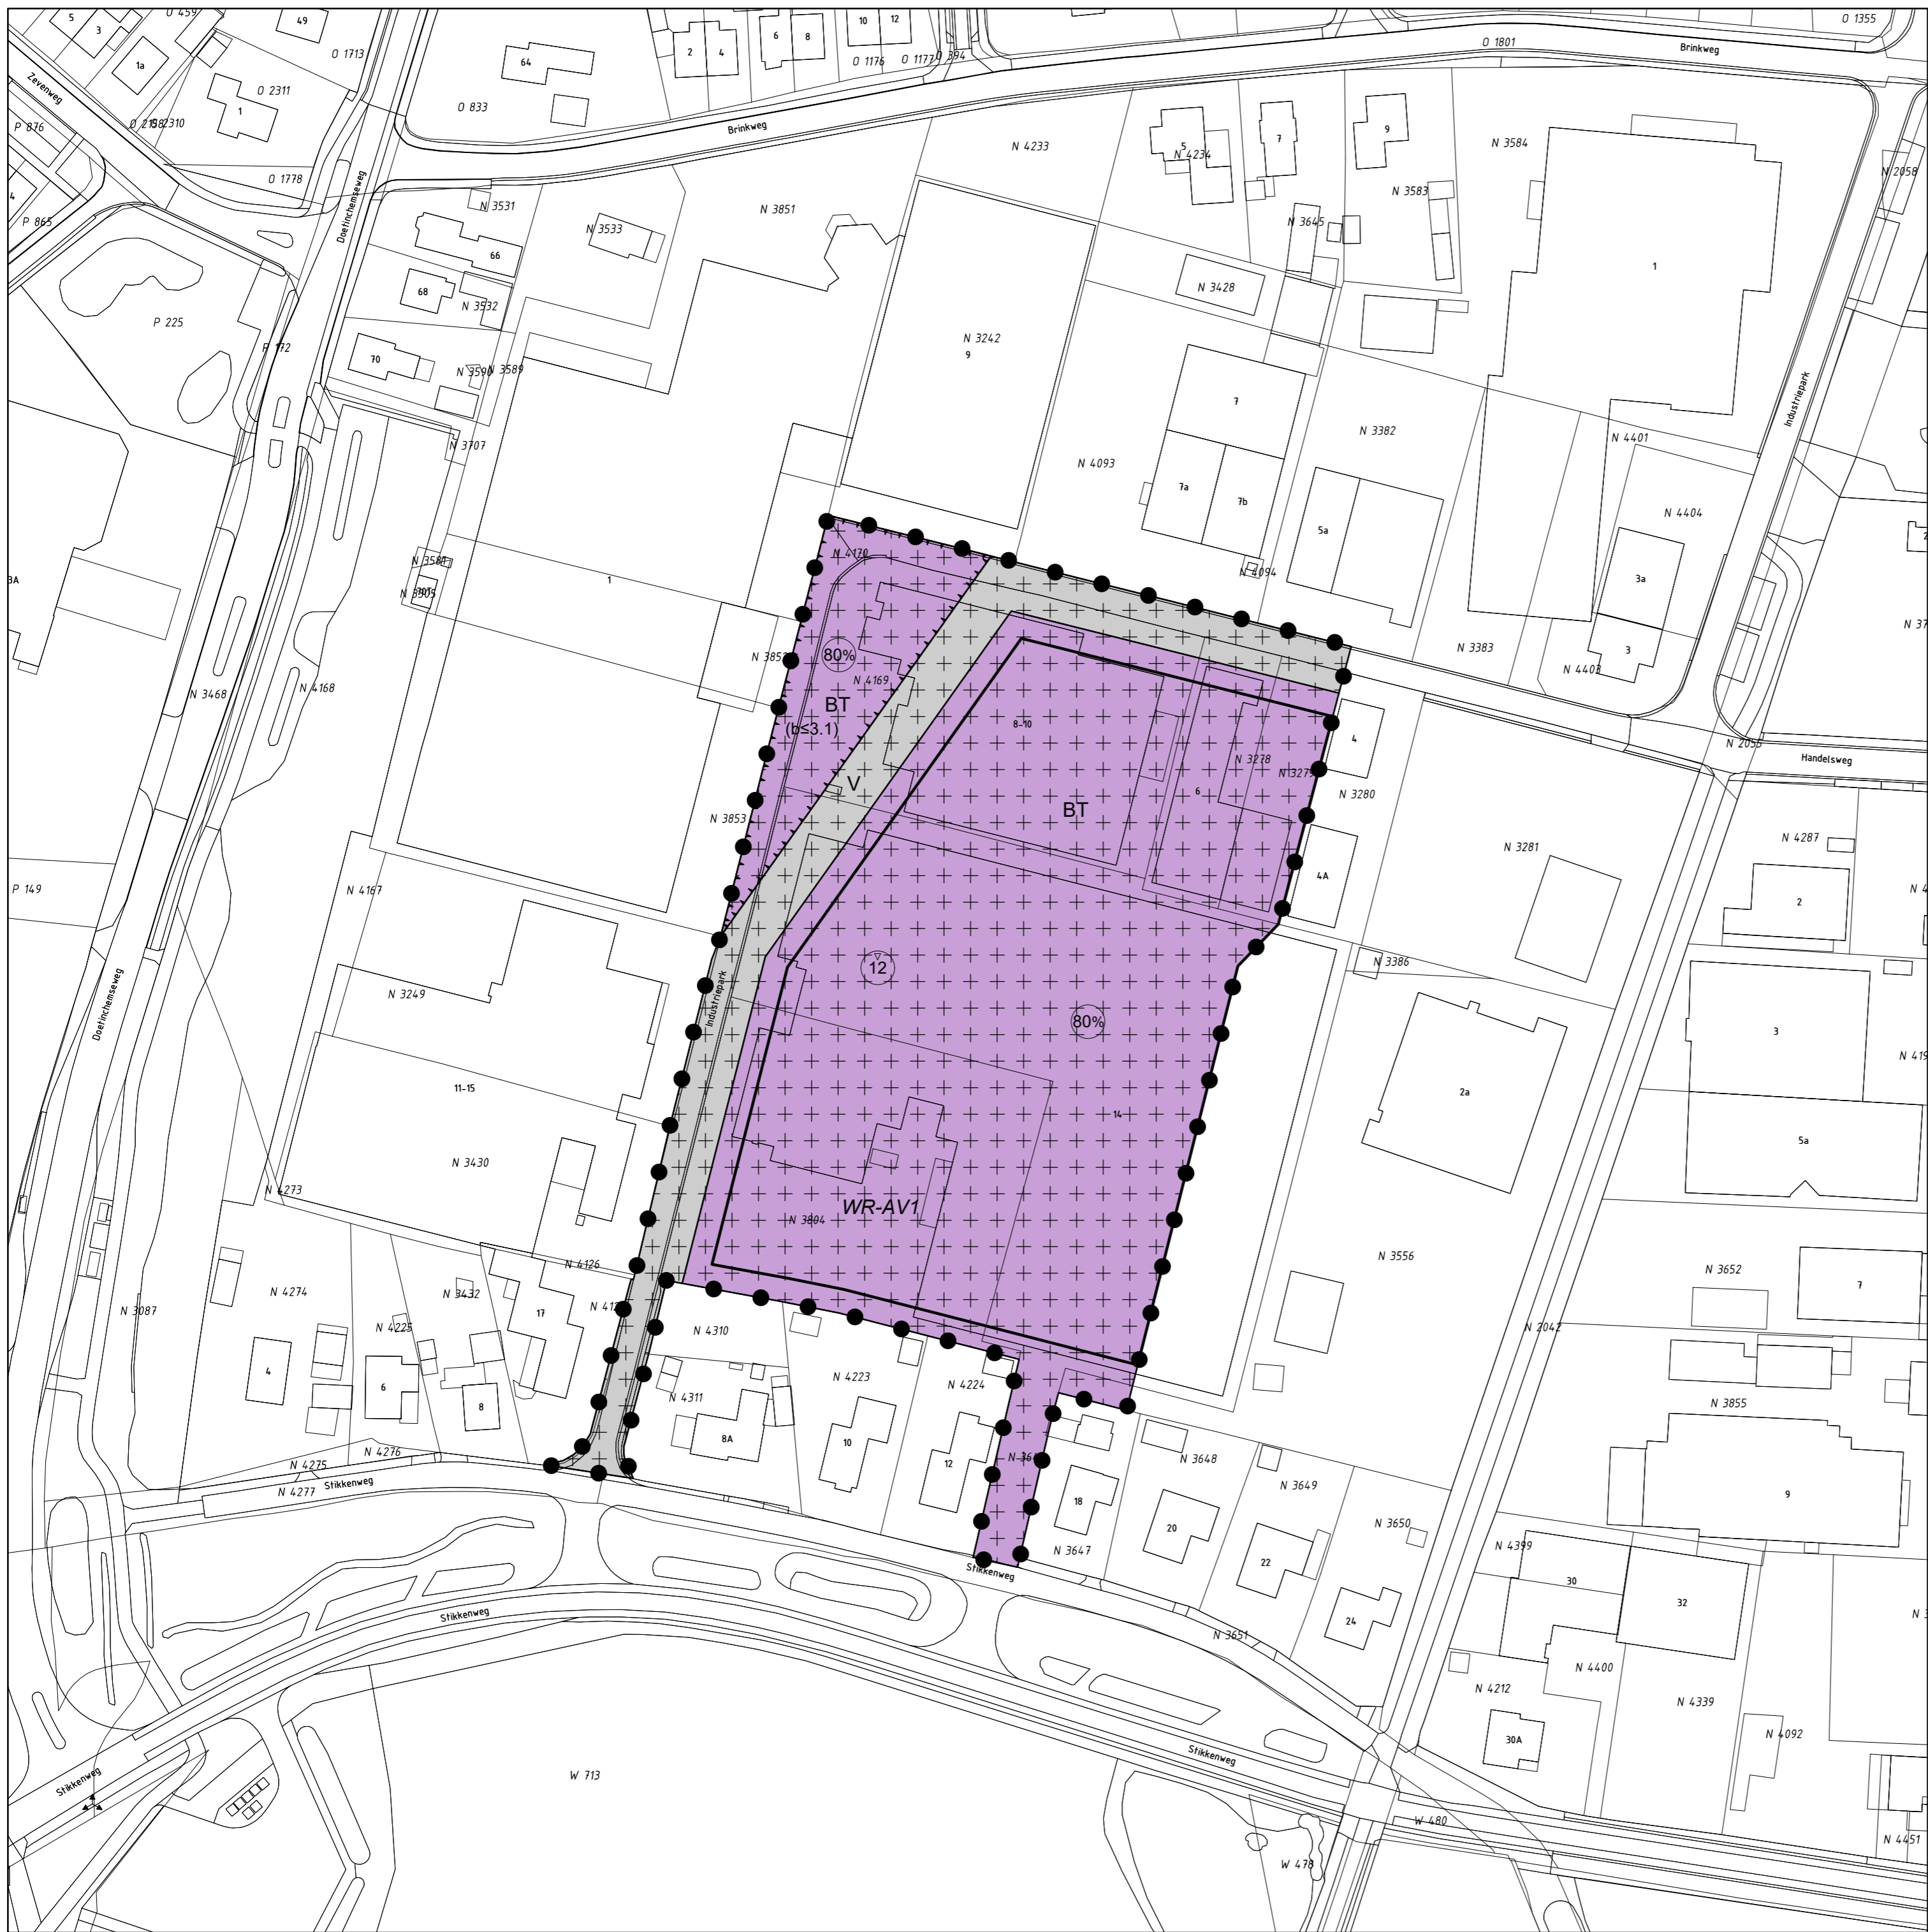 5
3
O 459
49
O 1713
1a
O 2311
1
Zevenweg
P 876
4
P 865
O 1778
64
O 833
2
4
6
8
10
12
O 1176
O 1177
O 394
O 1801
Brinkweg
O 1355
Brinkweg
Doetinchemseweg
N 3531
66
68
N 3532
N 3533
N 3851
N 4233
5
N 4234
7
9
N 3584
N 3583
N 3645
N 3428
1
N 2058
P 225
P 172
70
N 3590
N 3589
N 3242
9
7
7a
7b
N 4093
N 3382
5a
Industriepark
N 4401
N 4404
3a
3
N 4403
N 3383
N 4094
N 3707
N 3581
N 3505
3A
1
N 3468
N 4168
N 4170
80%
N 4169
BT
(b≤3.1)
V
8-10
N 3278
6
BT
4
N 3280
4A
N 2055
Handelsweg
N 3281
N 4287
2
N 3853
P 149
N 4167
N 3249
Industriepark
12
80%
N 3386
3
2a
5a
Doetinchemseweg
11-15
N 3430
N 4273
14
WR-AV1
N 3804
N 3556
N 3652
7
N 2042
N 3087
N 4274
N 4126
N 3432
N 4225
17
4
6
8
N 4310
N 4311
8A
N 4223
10
N 4224
12
18
N 3647
N 3648
20
N 3649
22
N 3650
24
N 3651
N 3855
9
N 4399
30
32
N 4400
N 4212
30A
N 4339
N 4092
N 4451
N 4276
N 4275
N 4277
Stikkenweg
Stikkenweg
Stikkenweg
Stikkenweg
Stikkenweg
W 713
W 480
W 478